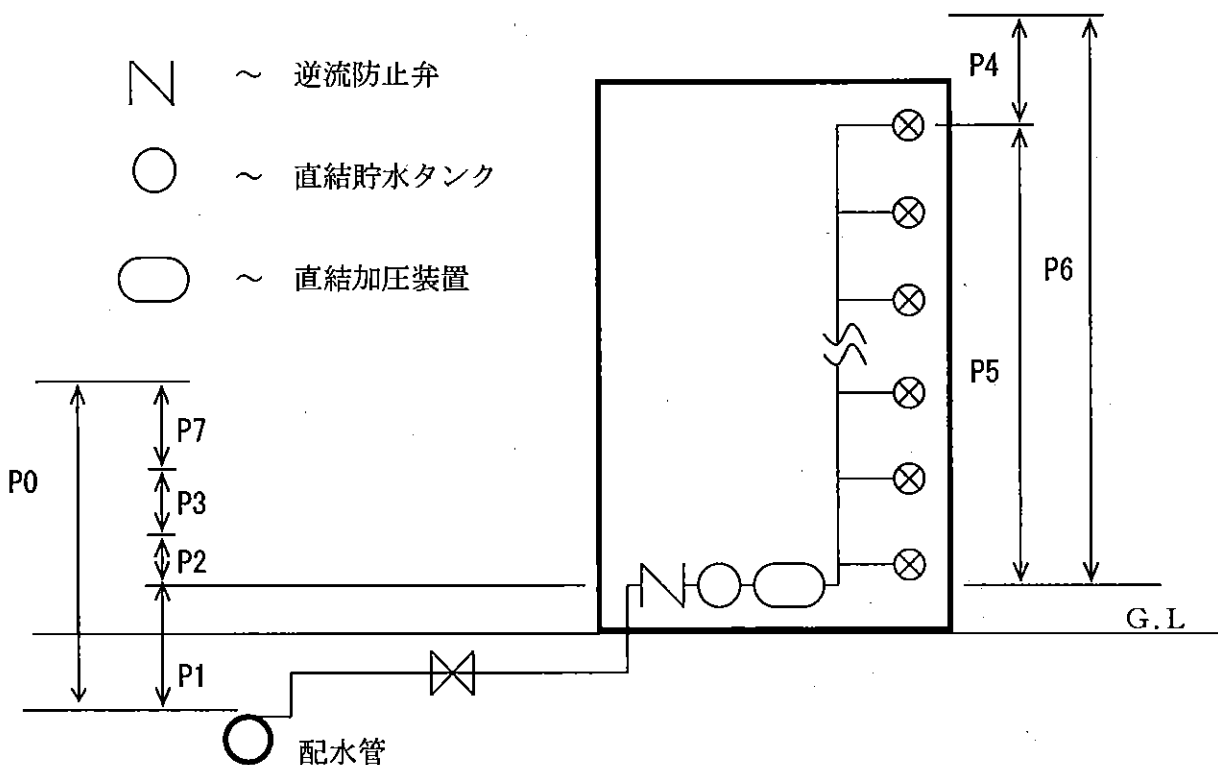 ～ 逆流防止弁
～ 直結貯水タンク
～ 直結加圧装置
P4
P6
P5
P7
P0
P3
P2
P1
G.L
配水管